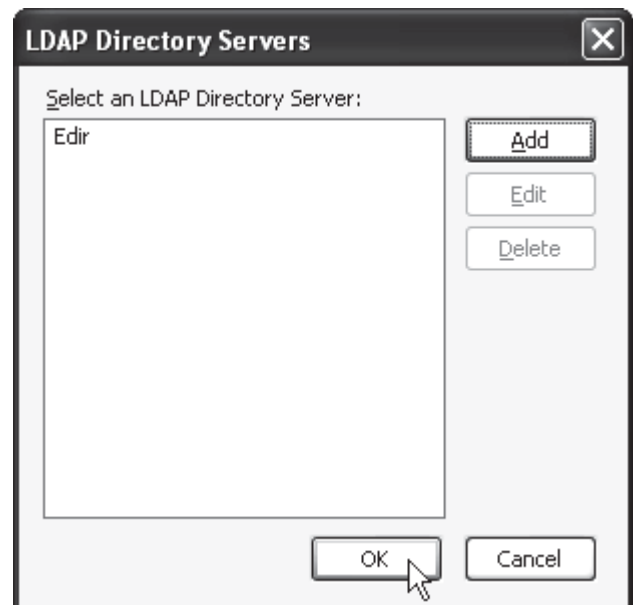 LDAP Directory Servers
Select an LDAP Directory Server:
Edir
Add
Edit
Delete
OK
Cancel